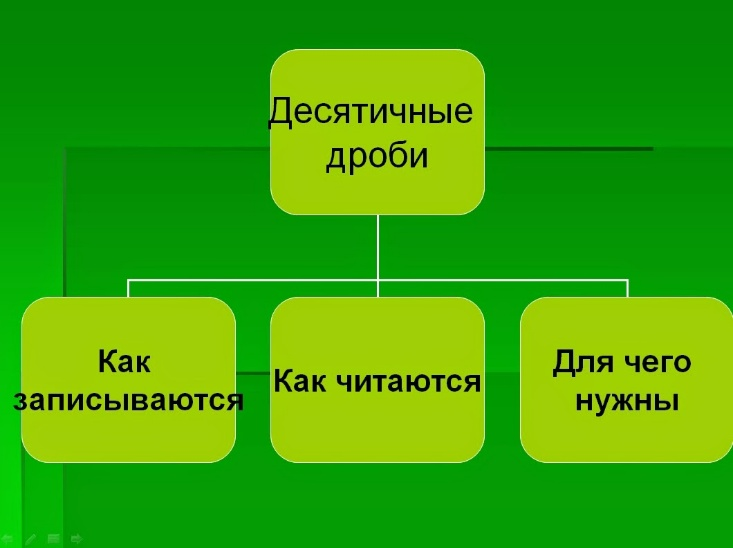 Десятичные
дроби
Как
записываются
Как читаются
Для чего
нужны